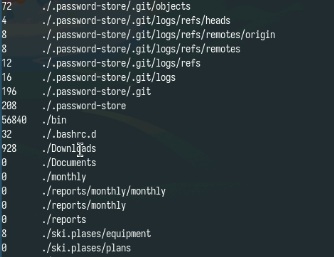 72 ./.password-store/.git/objects
4 ./.password-store/.git/logs/refs/heads
8 ./.password-store/.git/logs/refs/remotes/origin
8 ./.password-store/.git/logs/refs/remotes
12 ./.password-store/.git/logs/refs
16 ./.password-store/.git/logs
196 ./.password-store/.git
208 ./.password-store
56840 ./bin
32 ./.bashrc.d
928 ./Downloads
0 ./Documents
0 ./monthly
0 ./reports/monthly/monthly
0 ./reports/monthly
0 ./reports
8 ./ski.plases/equipment
0 ./ski.plases/plans